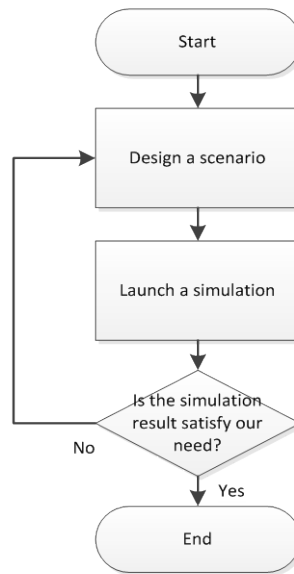 Start
Design a scenario
Launch a simulation
Is the simulation
result satisfy our
need?
No
Yes
End